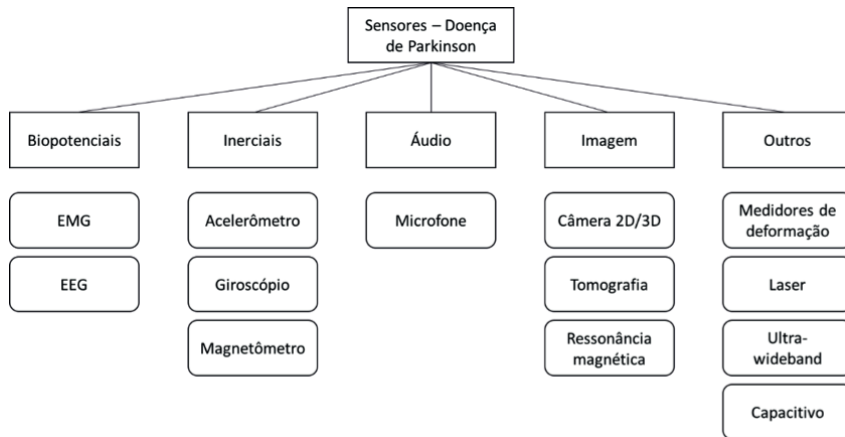 Sensores – Doença
de Parkinson
Biopotenciais
Inerciais
Áudio
Imagem
Outros
EMG
Acelerômetro
Microfone
Câmera 2D/3D
Medidores de
deformação
EEG
Giroscópio
Tomografia
Laser
Magnetômetro
Ressonância
magnética
Ultra-
wideband
Capacitivo